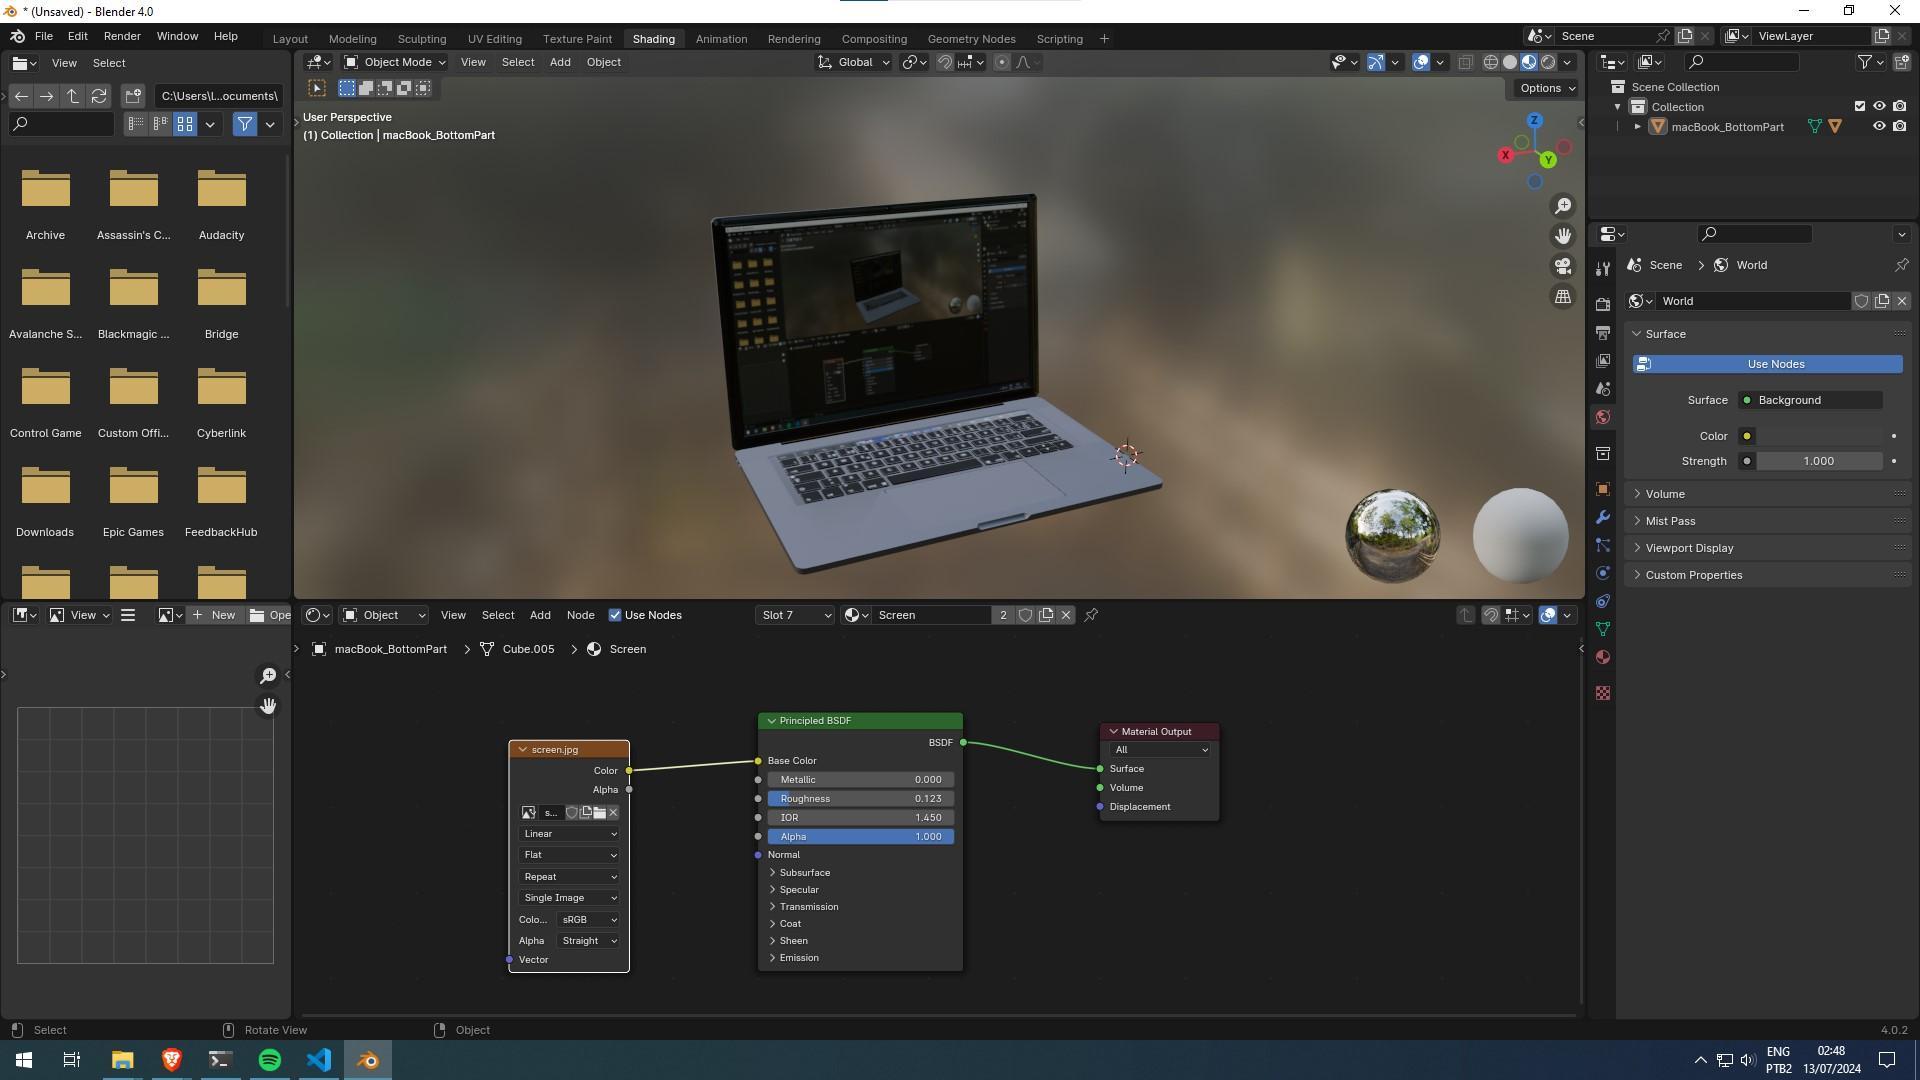 * (Unsaved) - Blender 4.0
File Edit Render Window Help
Layout Modeling Sculpting UV Editing Texture Paint Shading Animation Rendering Compositing Geometry Nodes Scripting +
Scene
ViewLayer
View Select
C:\Users\l...ocuments\
Archive Assassin's C... Audacity
Avalanche S... Blackmagic ... Bridge
Control Game Custom Offi... Cyberlink
Downloads Epic Games FeedbackHub
Object Mode View Select Add Object
Global
Options
User Perspective
(1) Collection | macBook_BottomPart
Z
X
Y
Scene Collection
Collection
macBook_BottomPart
Scene > World
World
Surface
Use Nodes
Surface Background
Color
Strength 1.000
Volume
Mist Pass
Viewport Display
Custom Properties
View
+ New Ope
Object View Select Add Node Use Nodes
Slot 7
Screen 2
macBook_BottomPart > Cube.005 > Screen
screen.jpg
Color
Alpha
s...
Linear
Flat
Repeat
Single Image
Colo... sRGB
Alpha Straight
Vector
Principled BSDF
BSDF
Base Color
Metallic 0.000
Roughness 0.123
IOR 1.450
Alpha 1.000
Normal
Subsurface
Specular
Transmission
Coat
Sheen
Emission
Material Output
All
Surface
Volume
Displacement
Select
Rotate View
Object
4.0.2
ENG
PTB2
02:48
13/07/2024